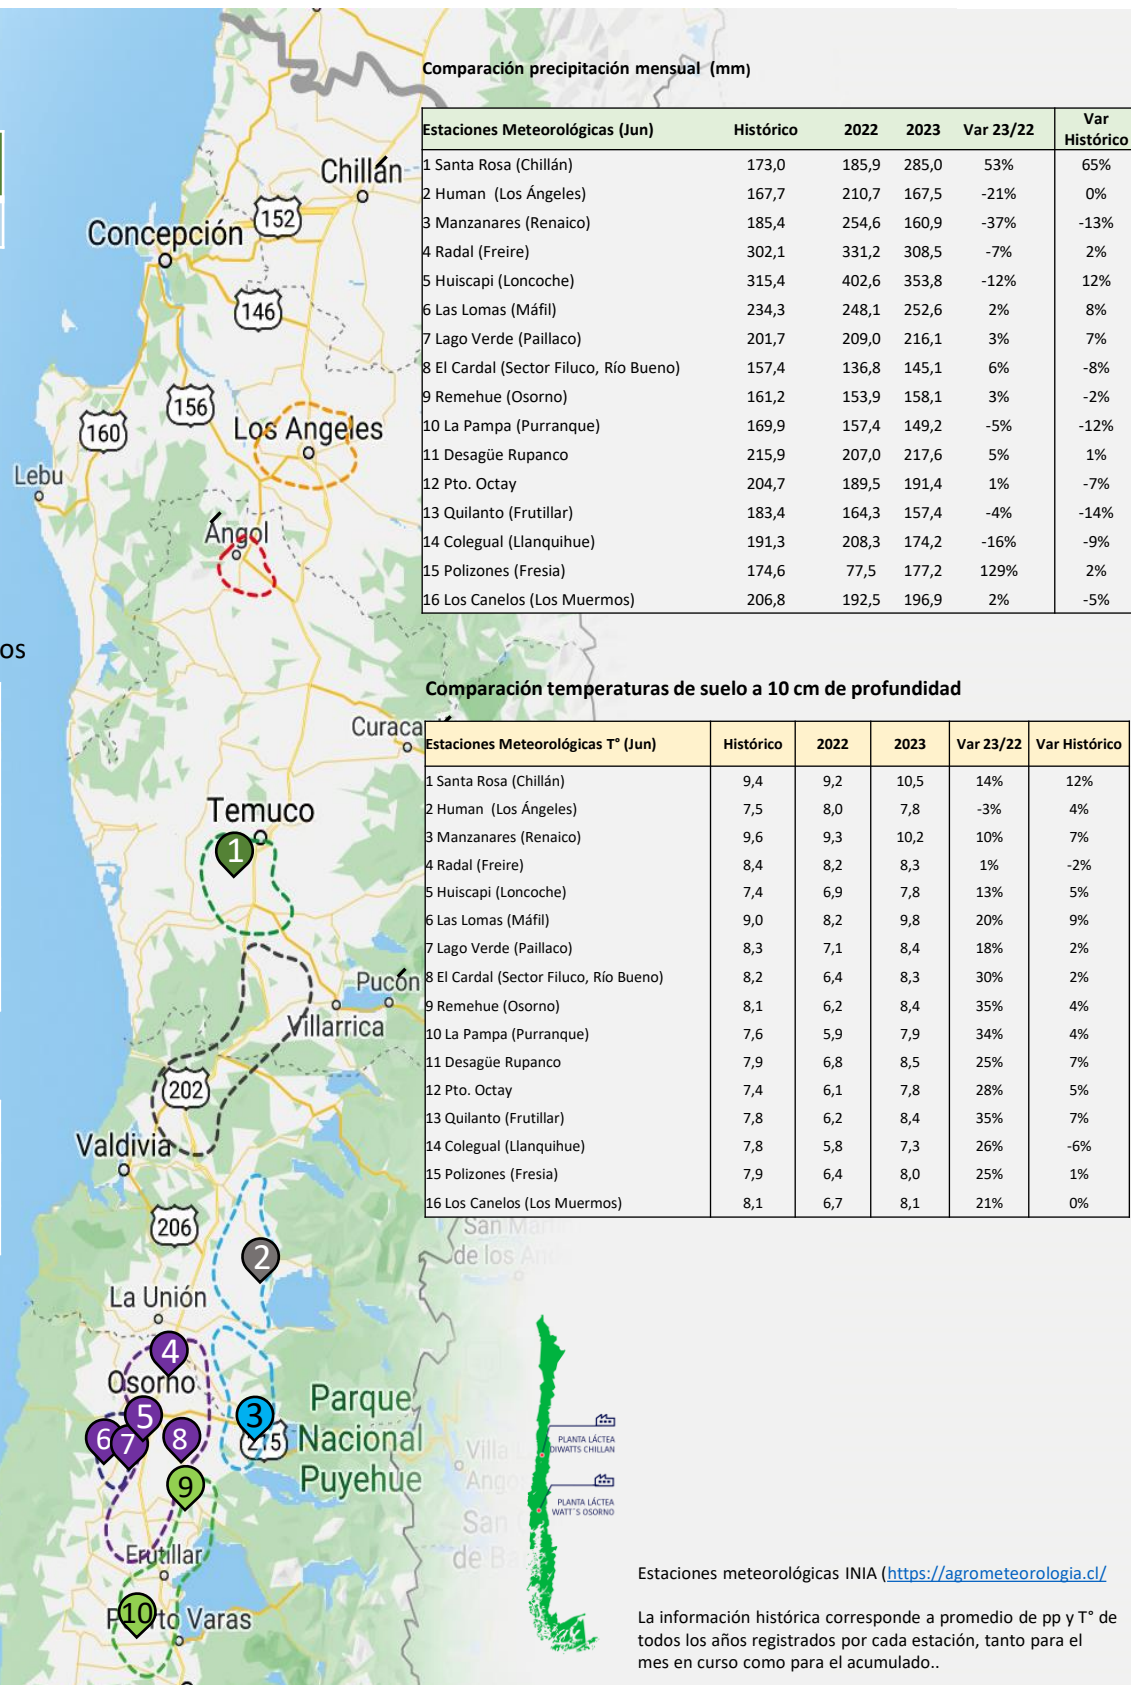 Comparación precipitación mensual (mm)
Estaciones Meteorológicas (Jun) Histórico 2022 2023 Var 23/22 Var Histórico
1 Santa Rosa (Chillán) 173,0 185,9 285,0 53% 65%
2 Human (Los Ángeles) 167,7 210,7 167,5 -21% 0%
3 Manzanares (Renaico) 185,4 254,6 160,9 -37% -13%
4 Radal (Freire) 302,1 331,2 308,5 -7% 2%
5 Huiscapi (Loncoche) 315,4 402,6 353,8 -12% 12%
6 Las Lomas (Máfil) 234,3 248,1 252,6 2% 8%
7 Lago Verde (Paillaco) 201,7 209,0 216,1 3% 7%
8 El Cardal (Sector Filuco, Río Bueno) 157,4 136,8 145,1 6% -8%
9 Remehue (Osorno) 161,2 153,9 158,1 3% -2%
10 La Pampa (Purranque) 169,9 157,4 149,2 -5% -12%
11 Desagüe Rupanco 215,9 207,0 217,6 5% 1%
12 Pto. Octay 204,7 189,5 191,4 1% -7%
13 Quilanto (Frutillar) 183,4 164,3 157,4 -4% -14%
14 Colegual (Llanquihue) 191,3 208,3 174,2 -16% -9%
15 Polizones (Fresia) 174,6 77,5 177,2 129% 2%
16 Los Canelos (Los Muermos) 206,8 192,5 196,9 2% -5%
Comparación temperaturas de suelo a 10 cm de profundidad
Estaciones Meteorológicas T° (Jun) Histórico 2022 2023 Var 23/22 Var Histórico
1 Santa Rosa (Chillán) 9,4 9,2 10,5 14% 12%
2 Human (Los Ángeles) 7,5 8,0 7,8 -3% 4%
3 Manzanares (Renaico) 9,6 9,3 10,2 10% 7%
4 Radal (Freire) 8,4 8,2 8,3 1% -2%
5 Huiscapi (Loncoche) 7,4 6,9 7,8 13% 5%
6 Las Lomas (Máfil) 9,0 8,2 9,8 20% 9%
7 Lago Verde (Paillaco) 8,3 7,1 8,4 18% 2%
8 El Cardal (Sector Filuco, Río Bueno) 8,2 6,4 8,3 30% 2%
9 Remehue (Osorno) 8,1 6,2 8,4 35% 4%
10 La Pampa (Purranque) 7,6 5,9 7,9 34% 4%
11 Desagüe Rupanco 7,9 6,8 8,5 25% 7%
12 Pto. Octay 7,4 6,1 7,8 28% 5%
13 Quilanto (Frutillar) 7,8 6,2 8,4 35% 7%
14 Colegual (Llanquihue) 7,8 5,8 7,3 26% -6%
15 Polizones (Fresia) 7,9 6,4 8,0 25% 1%
16 Los Canelos (Los Muermos) 8,1 6,7 8,1 21% 0%
Chillán
152
Concepción
146
156
160
Los Angeles
Lebu
Angol
os
Curaca
Temuco
1
Pucón
Villarrica
202
Valdivia
206
San Mart
de los An
2
La Unión
4
Osorno
5
3
6
7
8
215
Parque
Nacional
Puyehue
Villa
Ango
9
San
de Ba
Frutillar
10
Puerto Varas
PLANTA LÁCTEA
DIWATTS CHILLAN
PLANTA LÁCTEA
WATT´S OSORNO
Estaciones meteorológicas INIA (https://agrometeorologia.cl/
La información histórica corresponde a promedio de pp y T° de
todos los años registrados por cada estación, tanto para el
mes en curso como para el acumulado..